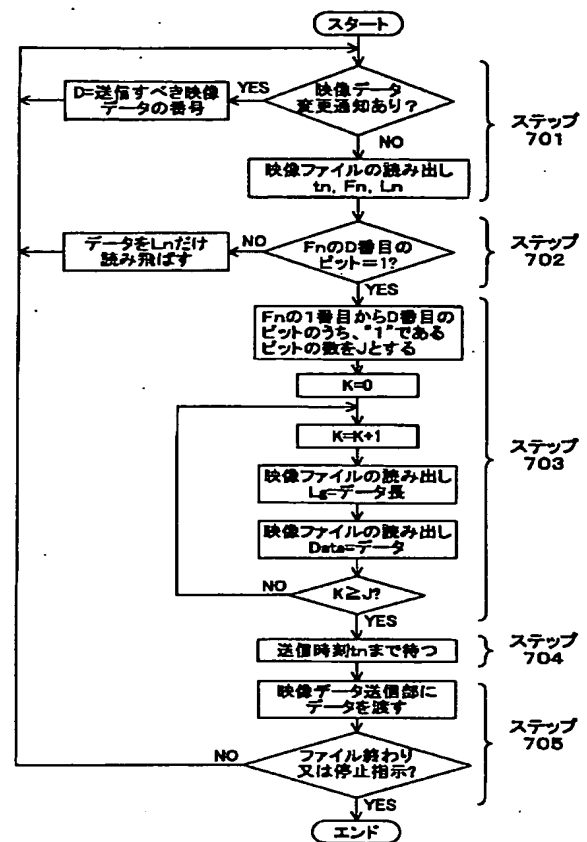 スタート
映像データ
変更通知あり？
YES
D=送信すべき映像
データの番号
NO
映像ファイルの読み出し
tn, Fn, Ln
ステップ
701
FnのD番目の
ビット＝1?
NO
データをLnだけ
読み飛ばす
YES
ステップ
702
Fnの1番目からD番目の
ビットのうち、"1"である
ビットの数をJとする
K=0
K=K+1
映像ファイルの読み出し
Lg=データ長
映像ファイルの読み出し
Data=データ
K≧J?
NO
YES
ステップ
703
送信時刻tnまで待つ
ステップ
704
映像データ送信部に
データを渡す
ファイル終わり
又は停止指示?
NO
YES
ステップ
705
エンド